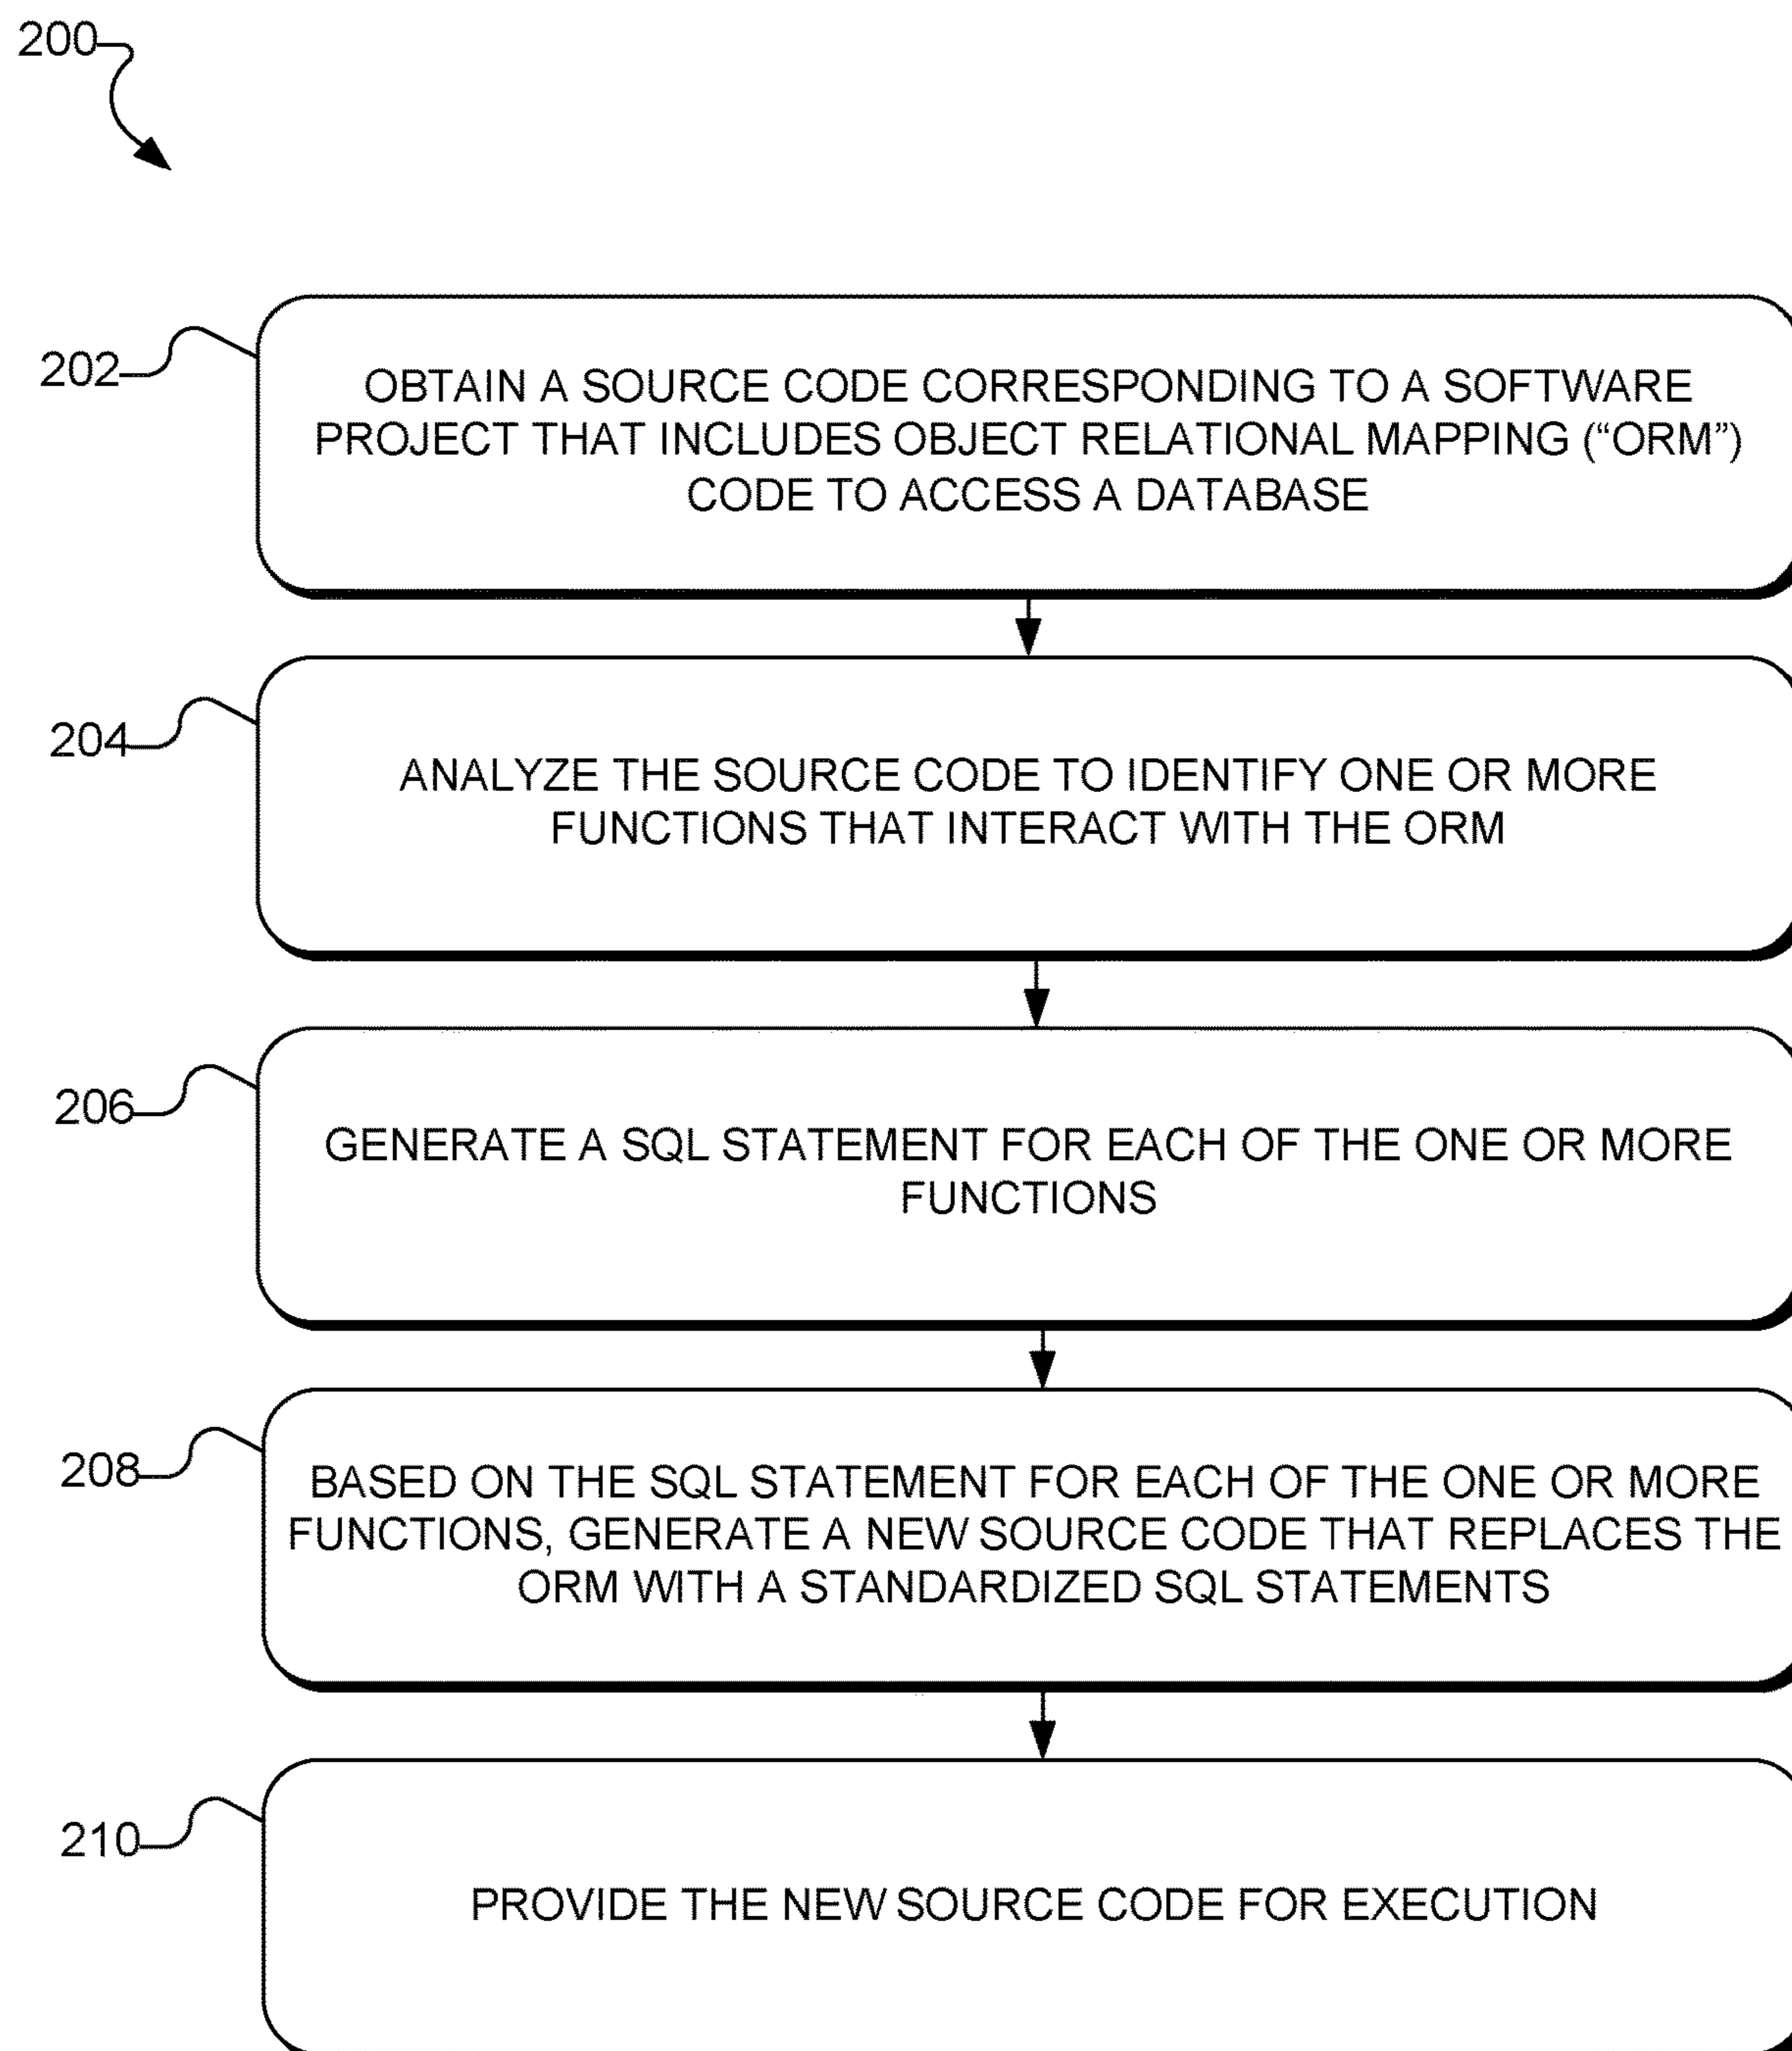 200
202
OBTAIN A SOURCE CODE CORRESPONDING TO A SOFTWARE
PROJECT THAT INCLUDES OBJECT RELATIONAL MAPPING (“ORM”)
CODE TO ACCESS A DATABASE
204
ANALYZE THE SOURCE CODE TO IDENTIFY ONE OR MORE
FUNCTIONS THAT INTERACT WITH THE ORM
206
GENERATE A SQL STATEMENT FOR EACH OF THE ONE OR MORE
FUNCTIONS
208
BASED ON THE SQL STATEMENT FOR EACH OF THE ONE OR MORE
FUNCTIONS, GENERATE A NEW SOURCE CODE THAT REPLACES THE
ORM WITH A STANDARDIZED SQL STATEMENTS
210
PROVIDE THE NEW SOURCE CODE FOR EXECUTION